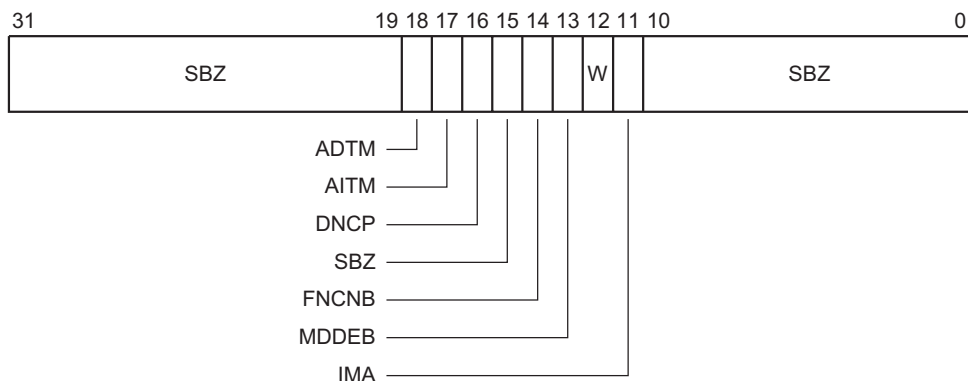 31 19 18 17 16 15 14 13 12 11 10 0
SBZ W SBZ
ADTM
AITM
DNCP
SBZ
FNCNB
MDDEB
IMA